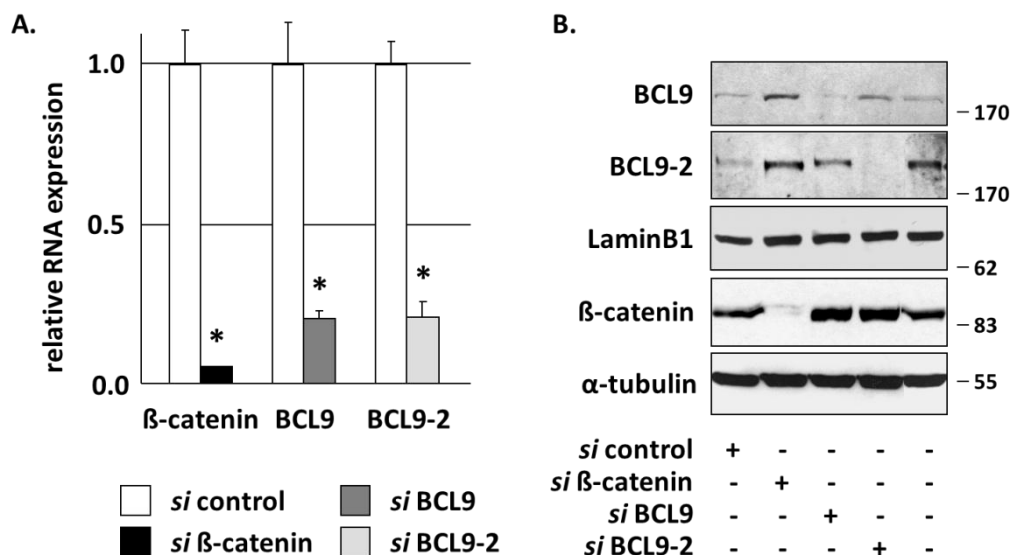 A.
relative RNA expression
1.0
0.5
0.0
*
*
*
ß-catenin BCL9 BCL9-2
si control
si BCL9
si ß-catenin
si BCL9-2
B.
BCL9
170
BCL9-2
170
LaminB1
62
ß-catenin
83
α-tubulin
55
si control + - - - -
si ß-catenin - + - - -
si BCL9 - - + - -
si BCL9-2 - - - + -